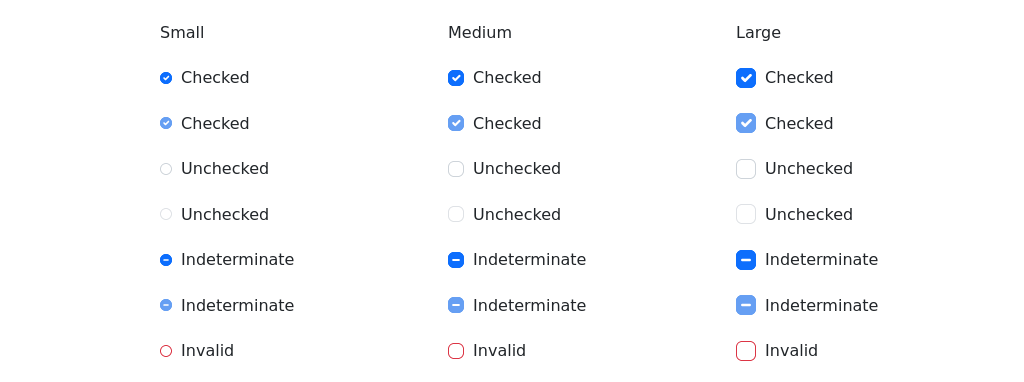 Small Medium Large
Checked Checked Checked
Checked Checked Checked
Unchecked Unchecked Unchecked
Unchecked Unchecked Unchecked
Indeterminate Indeterminate Indeterminate
Indeterminate Indeterminate Indeterminate
Invalid Invalid Invalid